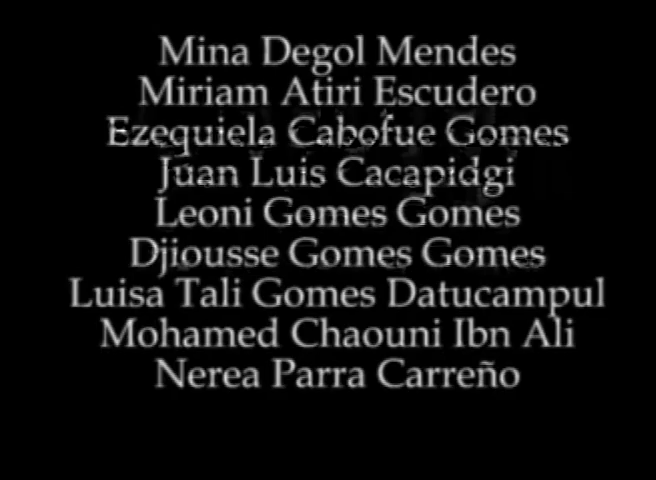 Mina Degol Mendes
Miriam Atiri Escudero
Ezequiela Cabofue Gomes
Juan Luis Cacapidgi
Leoni Gomes Gomes
Djiousse Gomes Gomes
Luisa Tali Gomes Datucampul
Mohamed Chaouni Ibn Ali
Nerea Parra Carreño